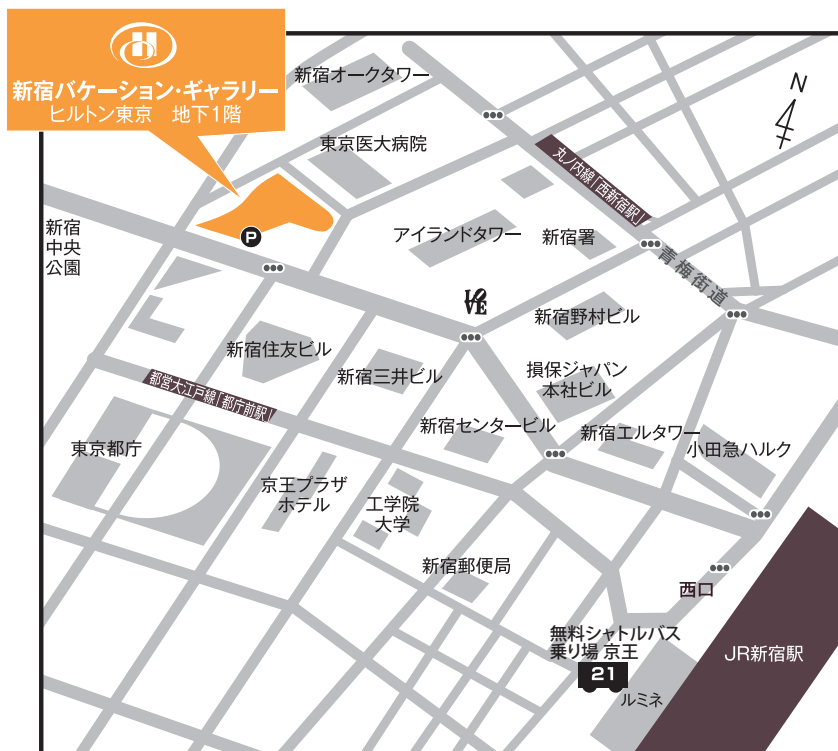 新宿バケーション・ギャラリー
ヒルトン東京 地下1階
新宿オークタワー
N
東京医大病院
丸ノ内線「西新宿駅」
新宿
中央
公園
P
アイランドタワー
新宿署
青梅街道
LOVE
新宿野村ビル
新宿住友ビル
新宿三井ビル
損保ジャパン
本社ビル
都営大江戸線「都庁前駅」
東京都庁
新宿センタービル
新宿エルタワー
小田急ハルク
京王プラザ
ホテル
工学院
大学
新宿郵便局
西口
無料シャトルバス
乗り場 京王
21
ルミネ
JR新宿駅